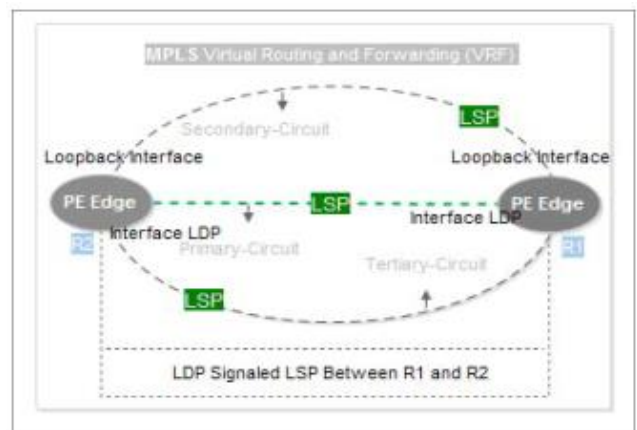 MPLS Virtual Routing and Forwarding (VRF)
LSP
Secondary-Circuit
Loopback Interface
Loopback Interface
PE Edge
LSP
PE Edge
Interface LDP
Interface LDP
R2
R1
Primary-Circuit
Tertiary-Circuit
LSP
LDP Signaled LSP Between R1 and R2